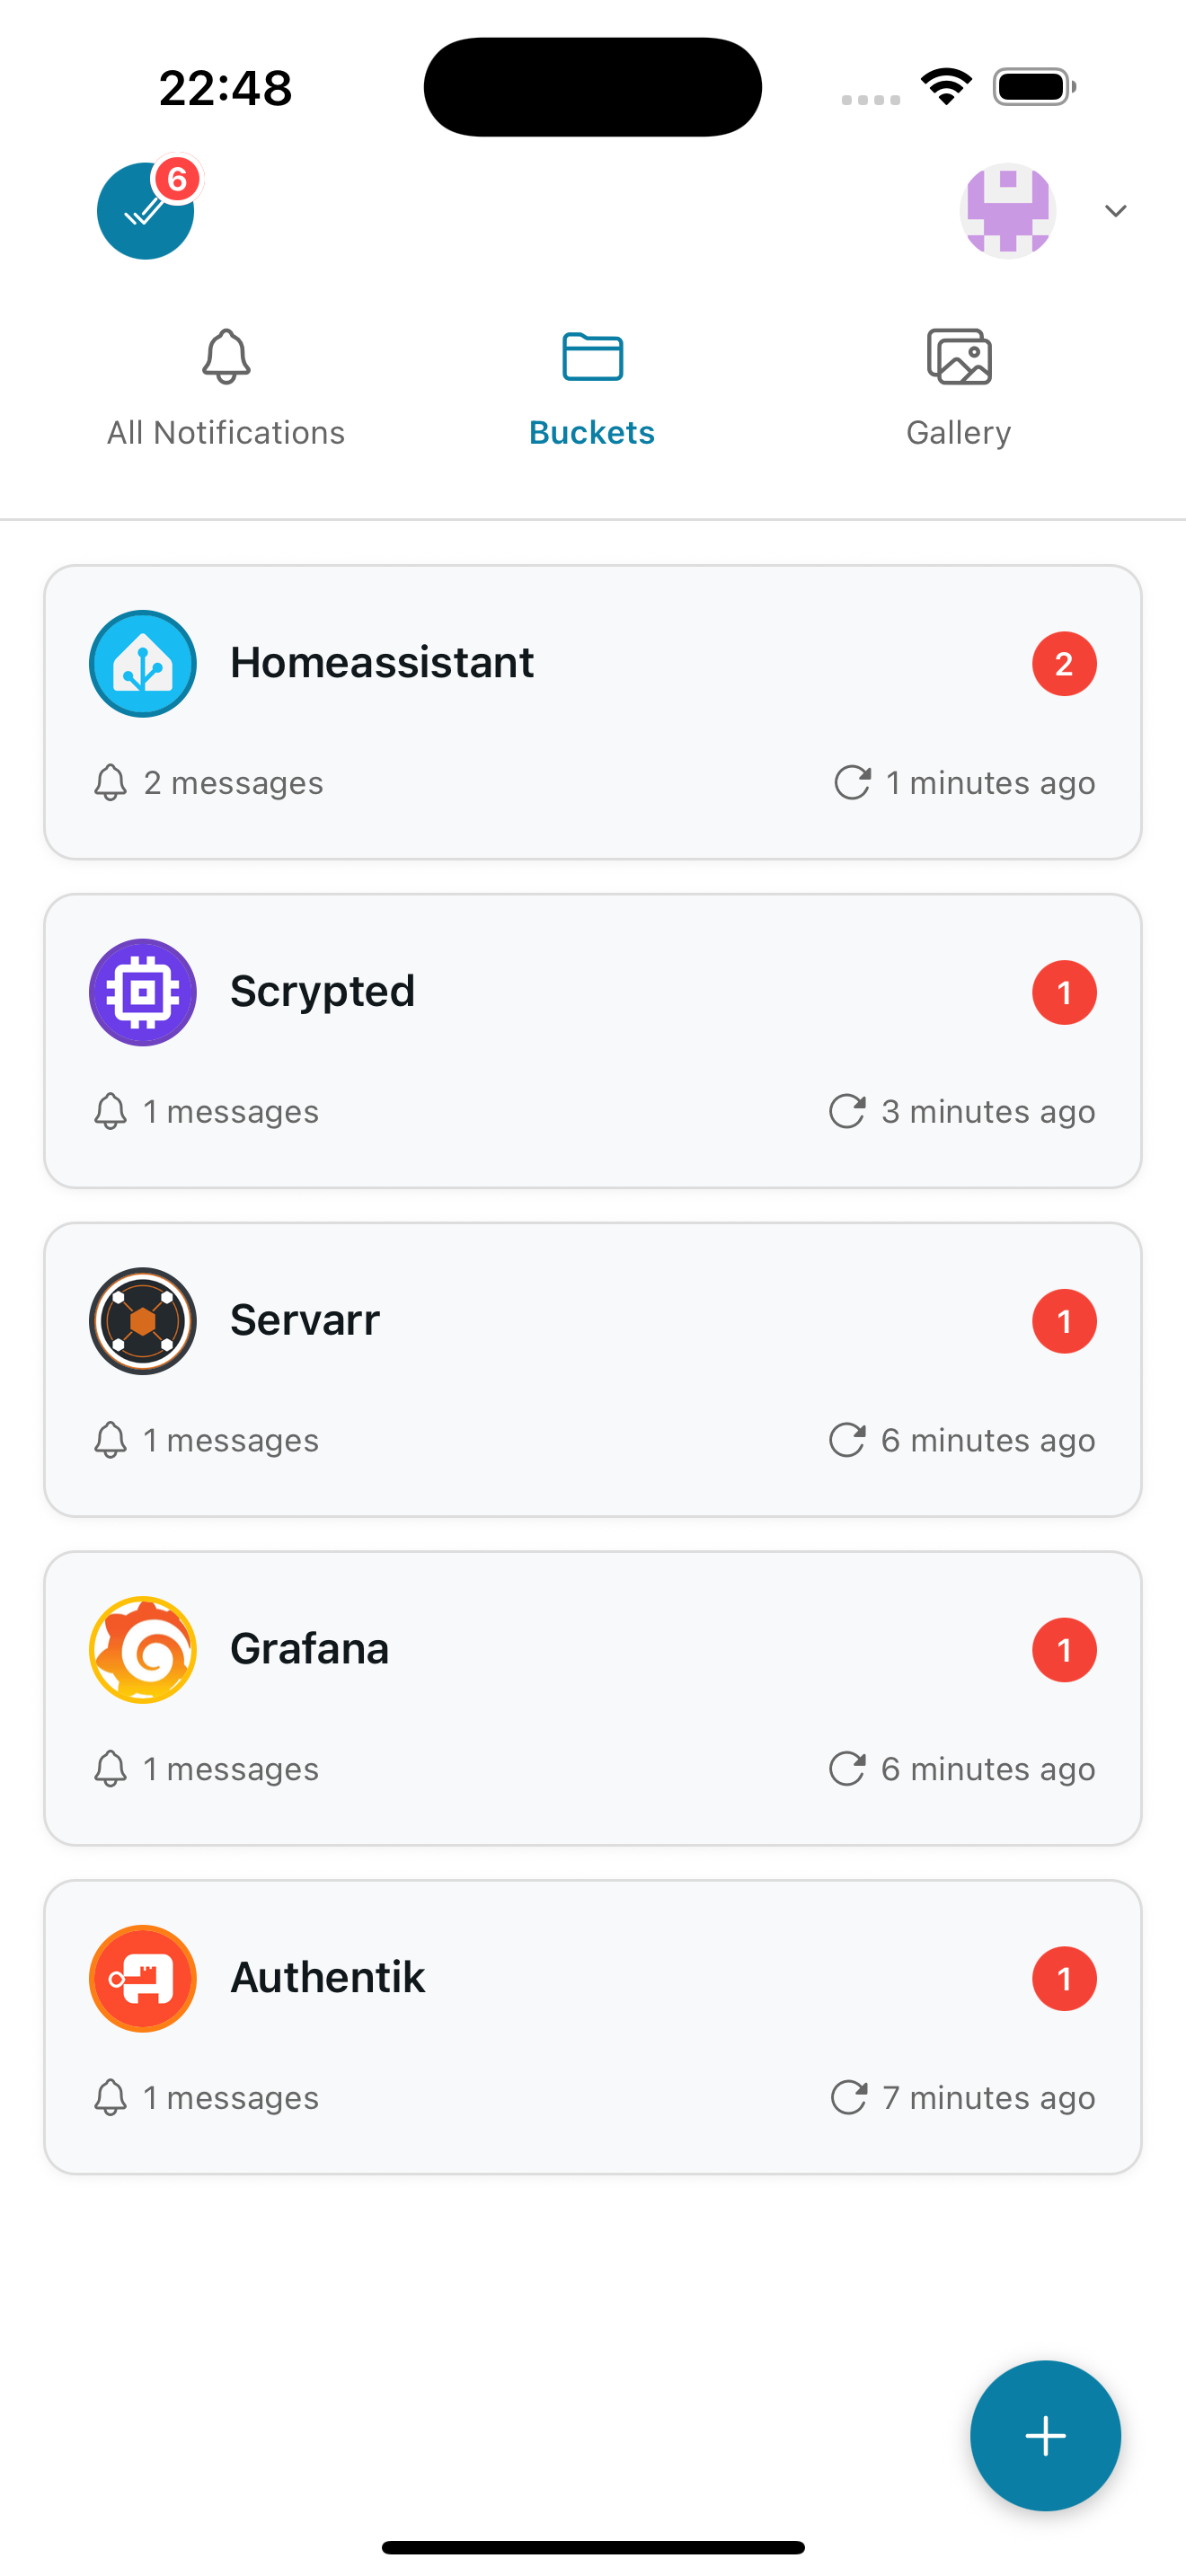 22:48
6
All Notifications
Buckets
Gallery
Homeassistant
2
2 messages
1 minutes ago
Scrypted
1
1 messages
3 minutes ago
Servarr
1
1 messages
6 minutes ago
Grafana
1
1 messages
6 minutes ago
Authentik
1
1 messages
7 minutes ago